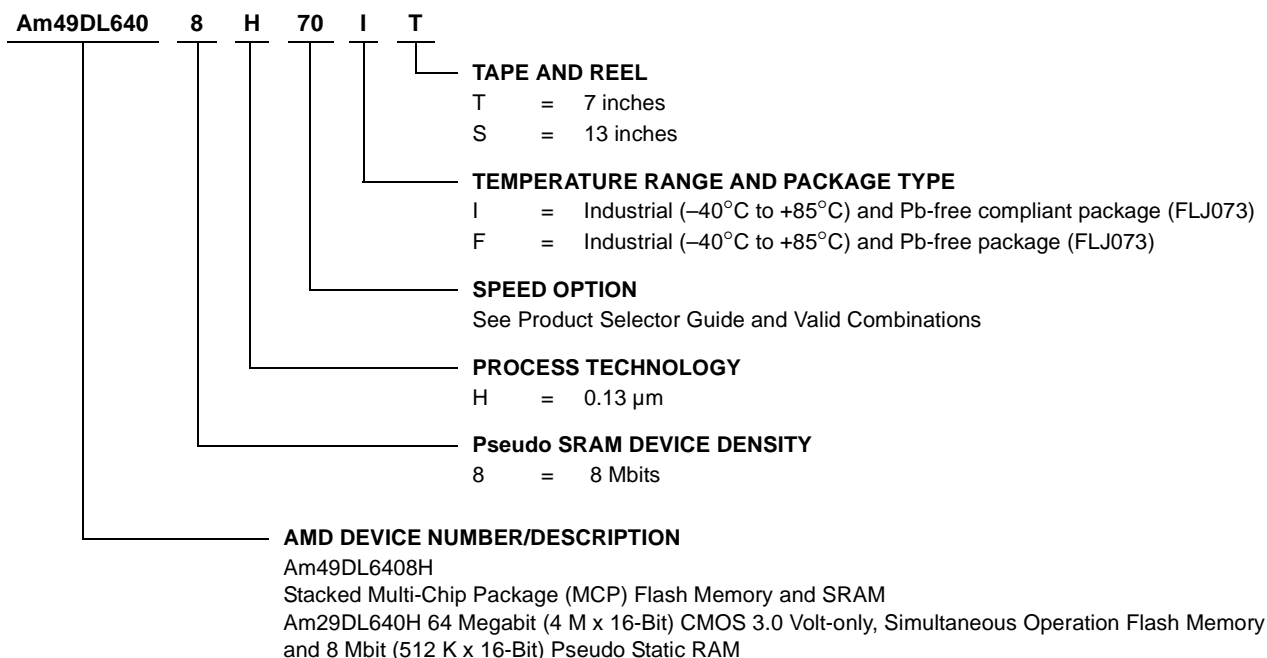 Am49DL640 8 H 70 I T
TAPE AND REEL
T = 7 inches
S = 13 inches
TEMPERATURE RANGE AND PACKAGE TYPE
I = Industrial (–40°C to +85°C) and Pb-free compliant package (FLJ073)
F = Industrial (–40°C to +85°C) and Pb-free package (FLJ073)
SPEED OPTION
See Product Selector Guide and Valid Combinations
PROCESS TECHNOLOGY
H = 0.13 µm
Pseudo SRAM DEVICE DENSITY
8 = 8 Mbits
AMD DEVICE NUMBER/DESCRIPTION
Am49DL6408H
Stacked Multi-Chip Package (MCP) Flash Memory and SRAM
Am29DL640H 64 Megabit (4 M x 16-Bit) CMOS 3.0 Volt-only, Simultaneous Operation Flash Memory
and 8 Mbit (512 K x 16-Bit) Pseudo Static RAM